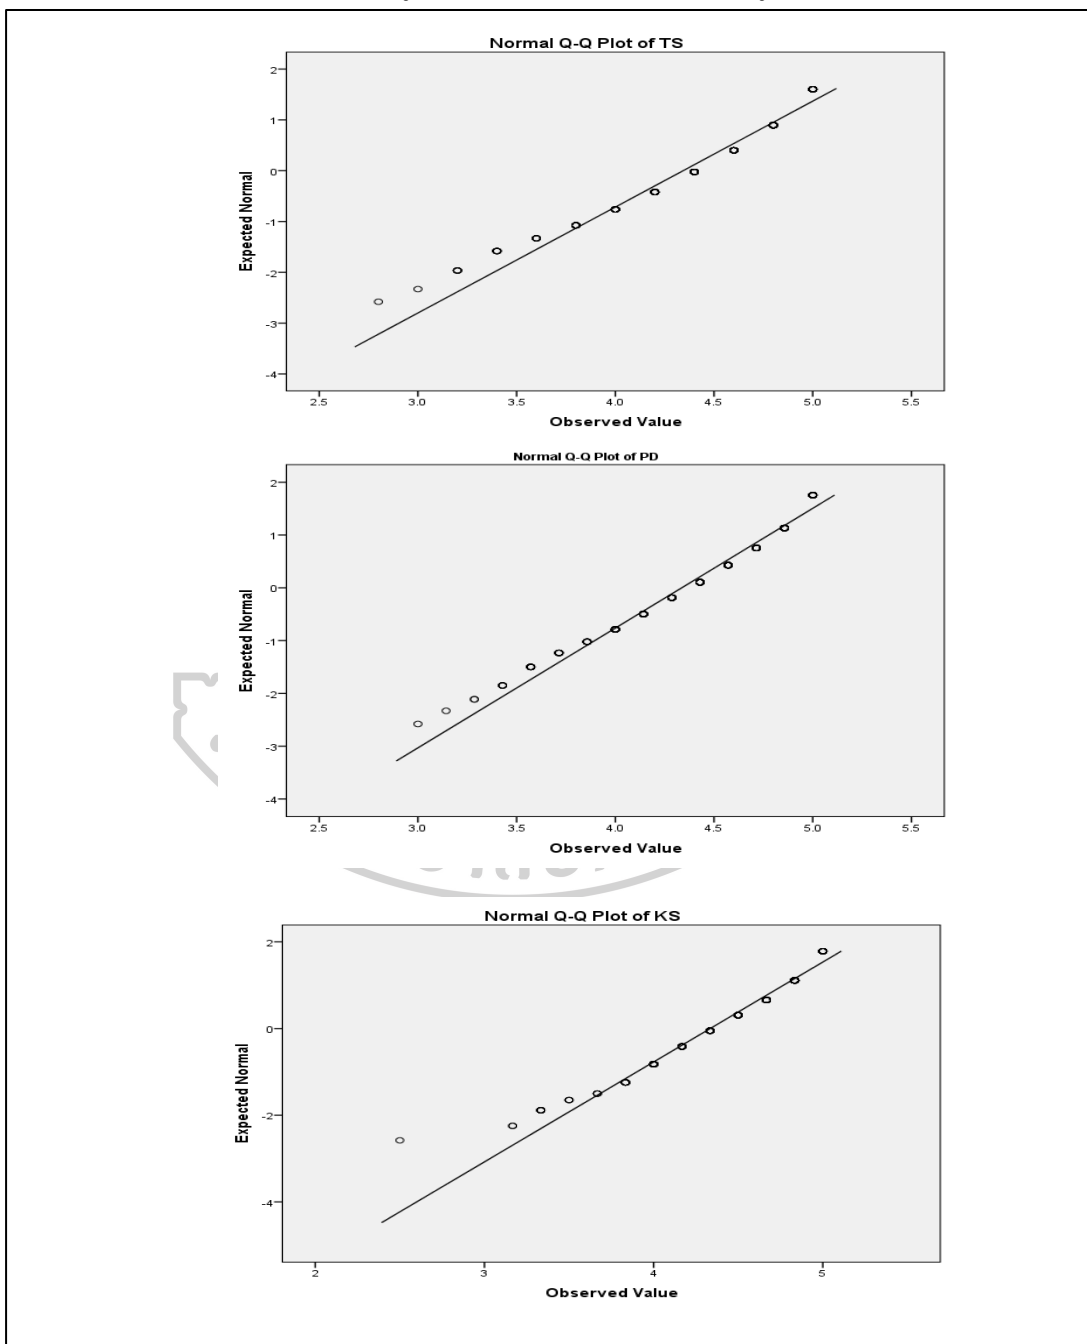 Normal Q-Q Plot of TS
Expected Normal
2
1
0
-1
-2
-3
-4
2.5 3.0 3.5 4.0 4.5 5.0 5.5
Observed Value
Normal Q-Q Plot of PD
Expected Normal
2
1
0
-1
-2
-3
-4
2.5 3.0 3.5 4.0 4.5 5.0 5.5
Observed Value
Normal Q-Q Plot of KS
Expected Normal
2
0
-2
-4
2 3 4 5
Observed Value